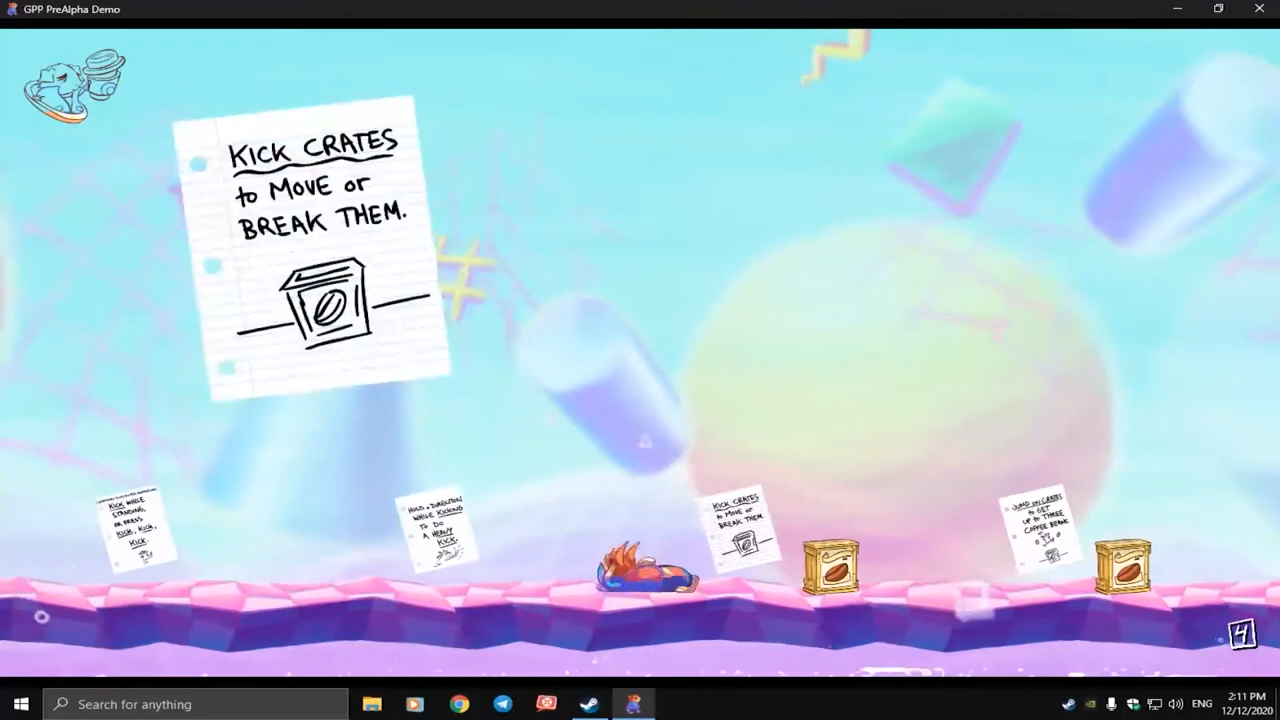 GPP PreAlpha Demo
KICK CRATES
to MOVE or
BREAK THEM.
KICK WHILE
STANDING,
OR PRESS
KICK, KICK,
KICK.
HOLD A DIRECTION
WHILE KICKING
TO DO
A HEAVY
KICK.
KICK CRATES
to MOVE or
BREAK THEM.
JUMP ON CRATES
to GET
UP TO THREE
COFFEE BEANS.
4
Search for anything
ENG
2:11 PM
12/12/2020